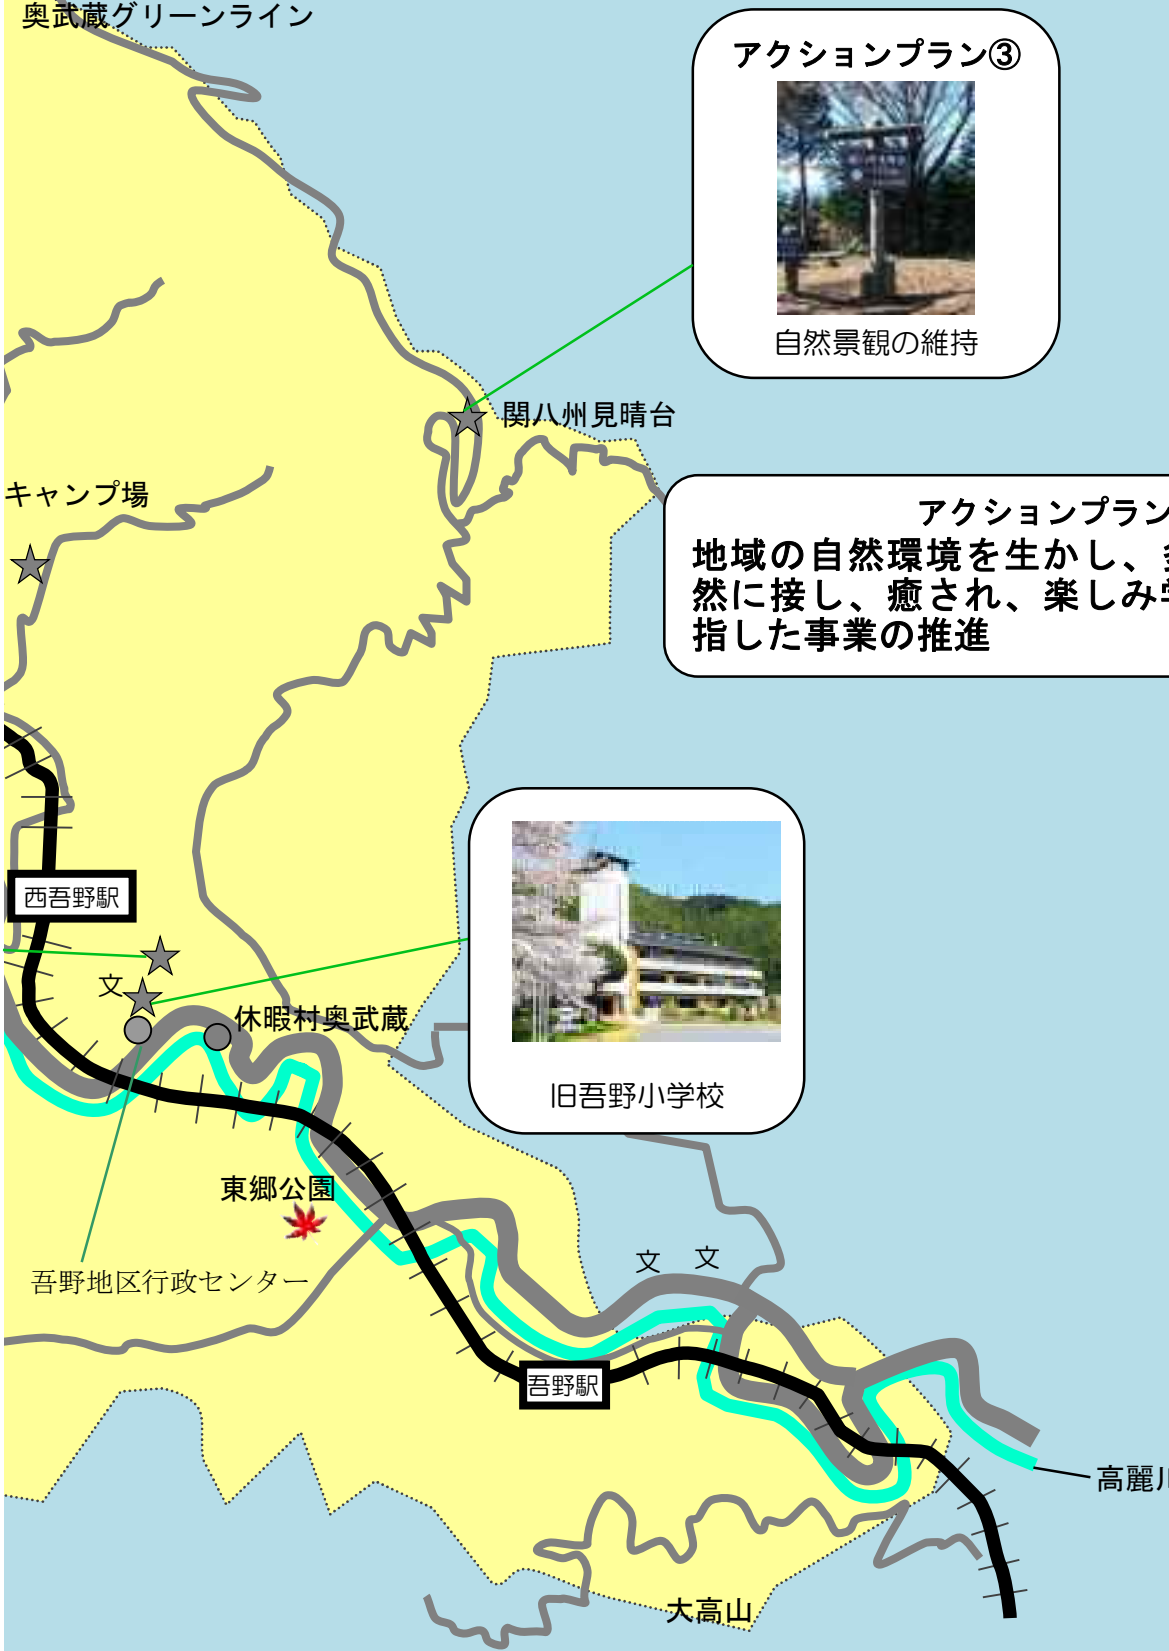 奥武蔵グリーンライン
アクションプラン③
自然景観の維持
関八州見晴台
キャンプ場
アクションプラン
地域の自然環境を生かし、
然に接し、癒され、楽しみ
指した事業の推進
西吾野駅
文
休暇村奥武蔵
旧吾野小学校
東郷公園
吾野地区行政センター
文 文
吾野駅
高麗川
大高山